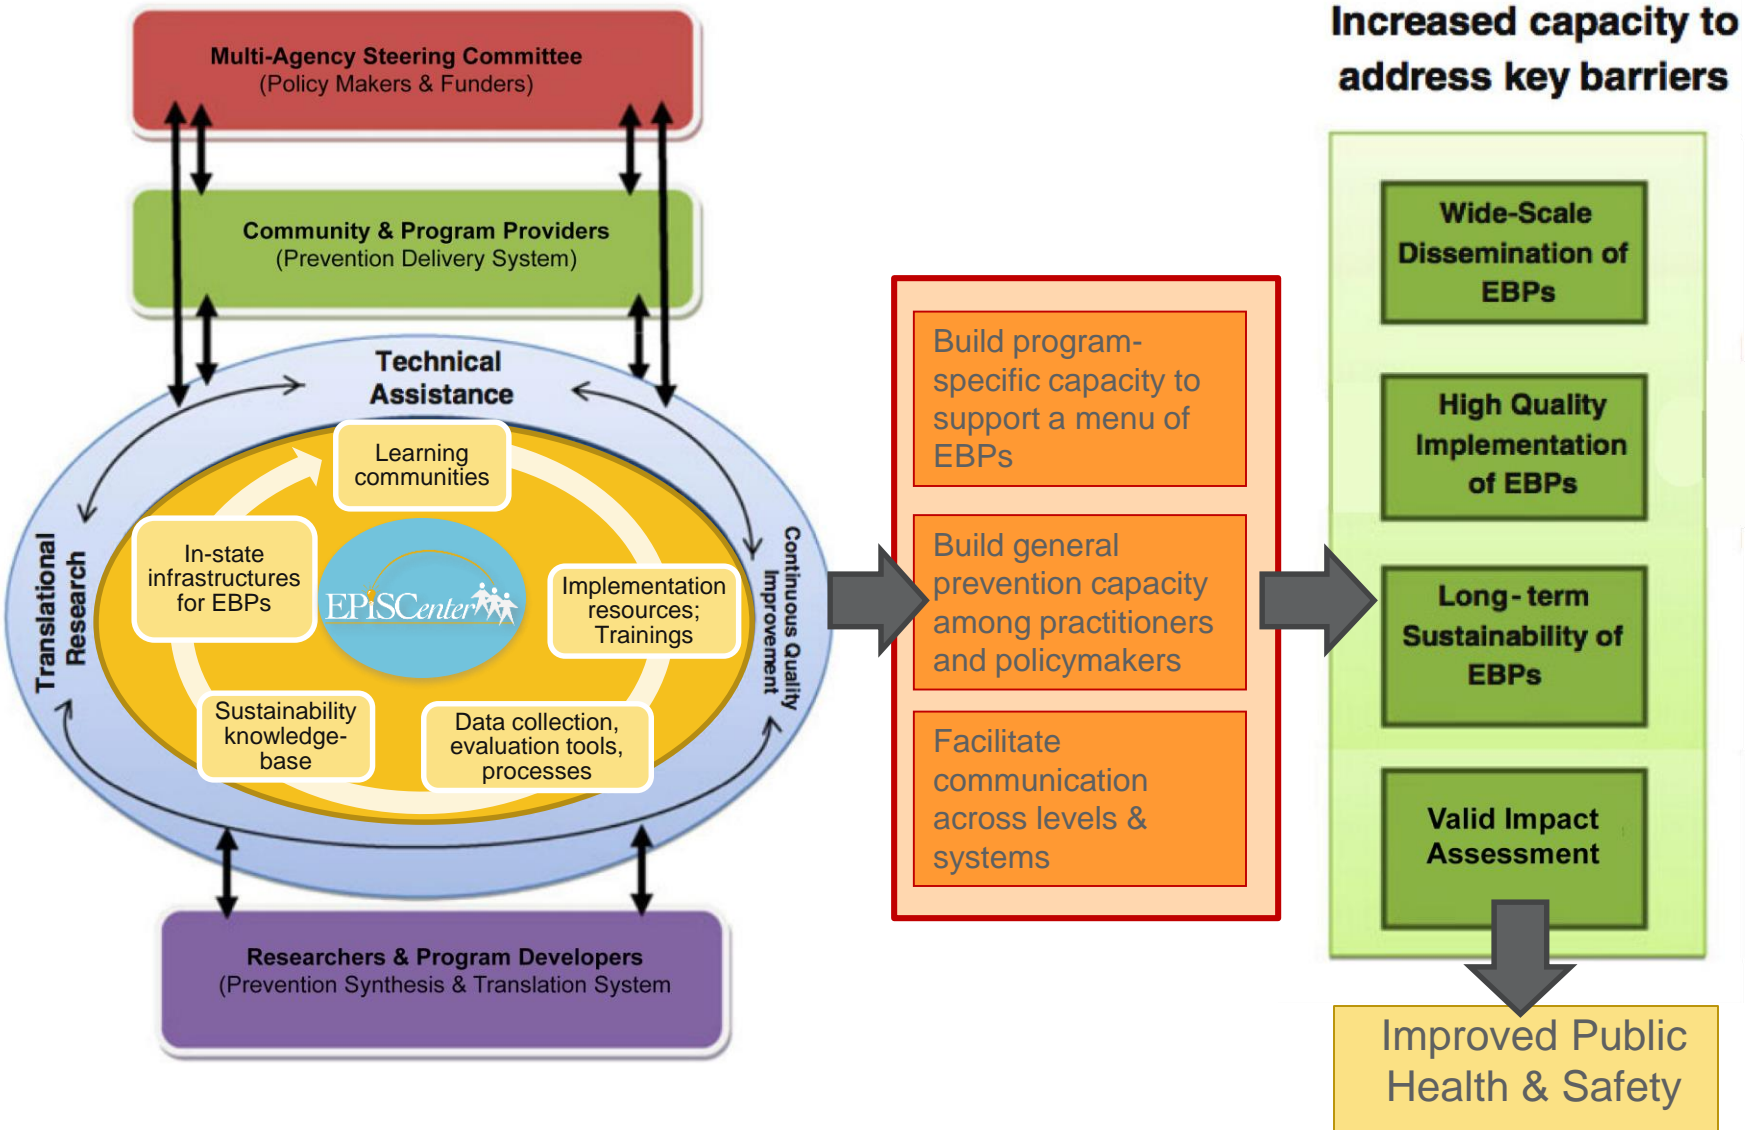 Multi-Agency Steering Committee
(Policy Makers & Funders)
Community & Program Providers
(Prevention Delivery System)
Technical
Assistance
Translational
Research
Continuous Quality
Improvement
Learning
communities
In-state
infrastructures
for EBPs
EPISCenter
Implementation
resources;
Trainings
Sustainability
knowledge-
base
Data collection,
evaluation tools,
processes
Researchers & Program Developers
(Prevention Synthesis & Translation System
Build program-
specific capacity to
support a menu of
EBPs
Build general
prevention capacity
among practitioners
and policymakers
Facilitate
communication
across levels &
systems
Increased capacity to
address key barriers
Wide-Scale
Dissemination of
EBPs
High Quality
Implementation
of EBPs
Long-term
Sustainability of
EBPs
Valid Impact
Assessment
Improved Public
Health & Safety